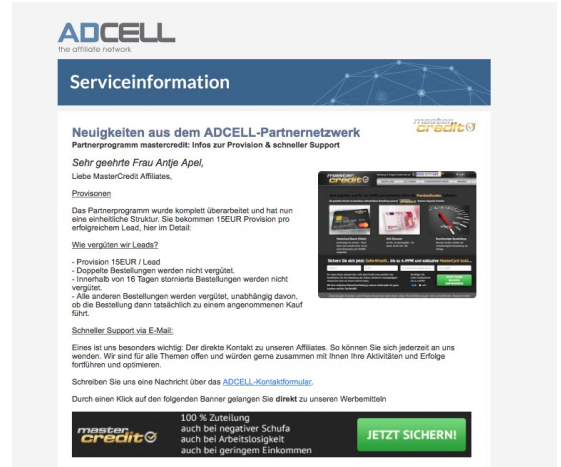 ADCELL
the affiliate network
Serviceinformation
master
credit
Neuigkeiten aus dem ADCELL-Partnernetzwerk
Partnerprogramm mastercredit: Infos zur Provision & schneller Support
Sehr geehrte Frau Antje Apel,
Liebe MasterCredit Affiliates,
Provisonen
Das Partnerprogramm wurde komplett überarbeitet und hat nun
eine einheitliche Struktur. Sie bekommen 15EUR Provision pro
erfolgreichem Lead, hier im Detail:
Wie vergüten wir Leads?
- Provision 15EUR / Lead
- Doppelte Bestellungen werden nicht vergütet.
- Innerhalb von 16 Tagen stornierte Bestellungen werden nicht
vergütet.
- Alle anderen Bestellungen werden vergütet, unabhängig davon,
ob die Bestellung dann tatsächlich zu einem angenommenen Kauf
führt.
master
credit
Schneller Support via E-Mail:
Eines ist uns besonders wichtig: Der direkte Kontakt zu unseren Affiliates. So können Sie sich jederzeit an uns
wenden. Wir sind für alle Themen offen und würden gerne zusammen mit Ihnen Ihre Aktivitäten und Erfolge
fortführen und optimieren.
Schreiben Sie uns eine Nachricht über das ADCELL-Kontaktformular.
Durch einen Klick auf den folgenden Banner gelangen Sie direkt zu unseren Werbemitteln
master
credit
100 % Zuteilung
auch bei negativer Schufa
auch bei Arbeitslosigkeit
auch bei geringem Einkommen
JETZT SICHERN!